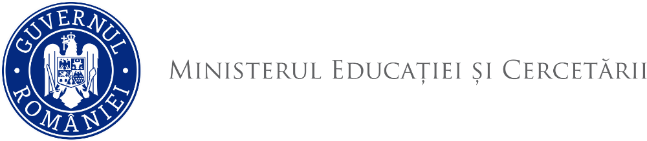 GUVERNUL ROMÂNIEI
MINISTERUL EDUCAȚIEI ȘI CERCETĂRII